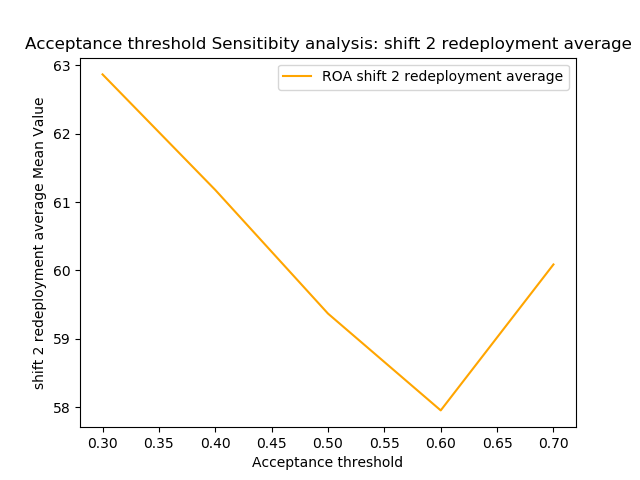 Acceptance threshold Sensitibity analysis: shift 2 redeployment average
ROA shift 2 redeployment average
shift 2 redeployment average Mean Value
63
62
61
60
59
58
0.30 0.35 0.40 0.45 0.50 0.55 0.60 0.65 0.70
Acceptance threshold